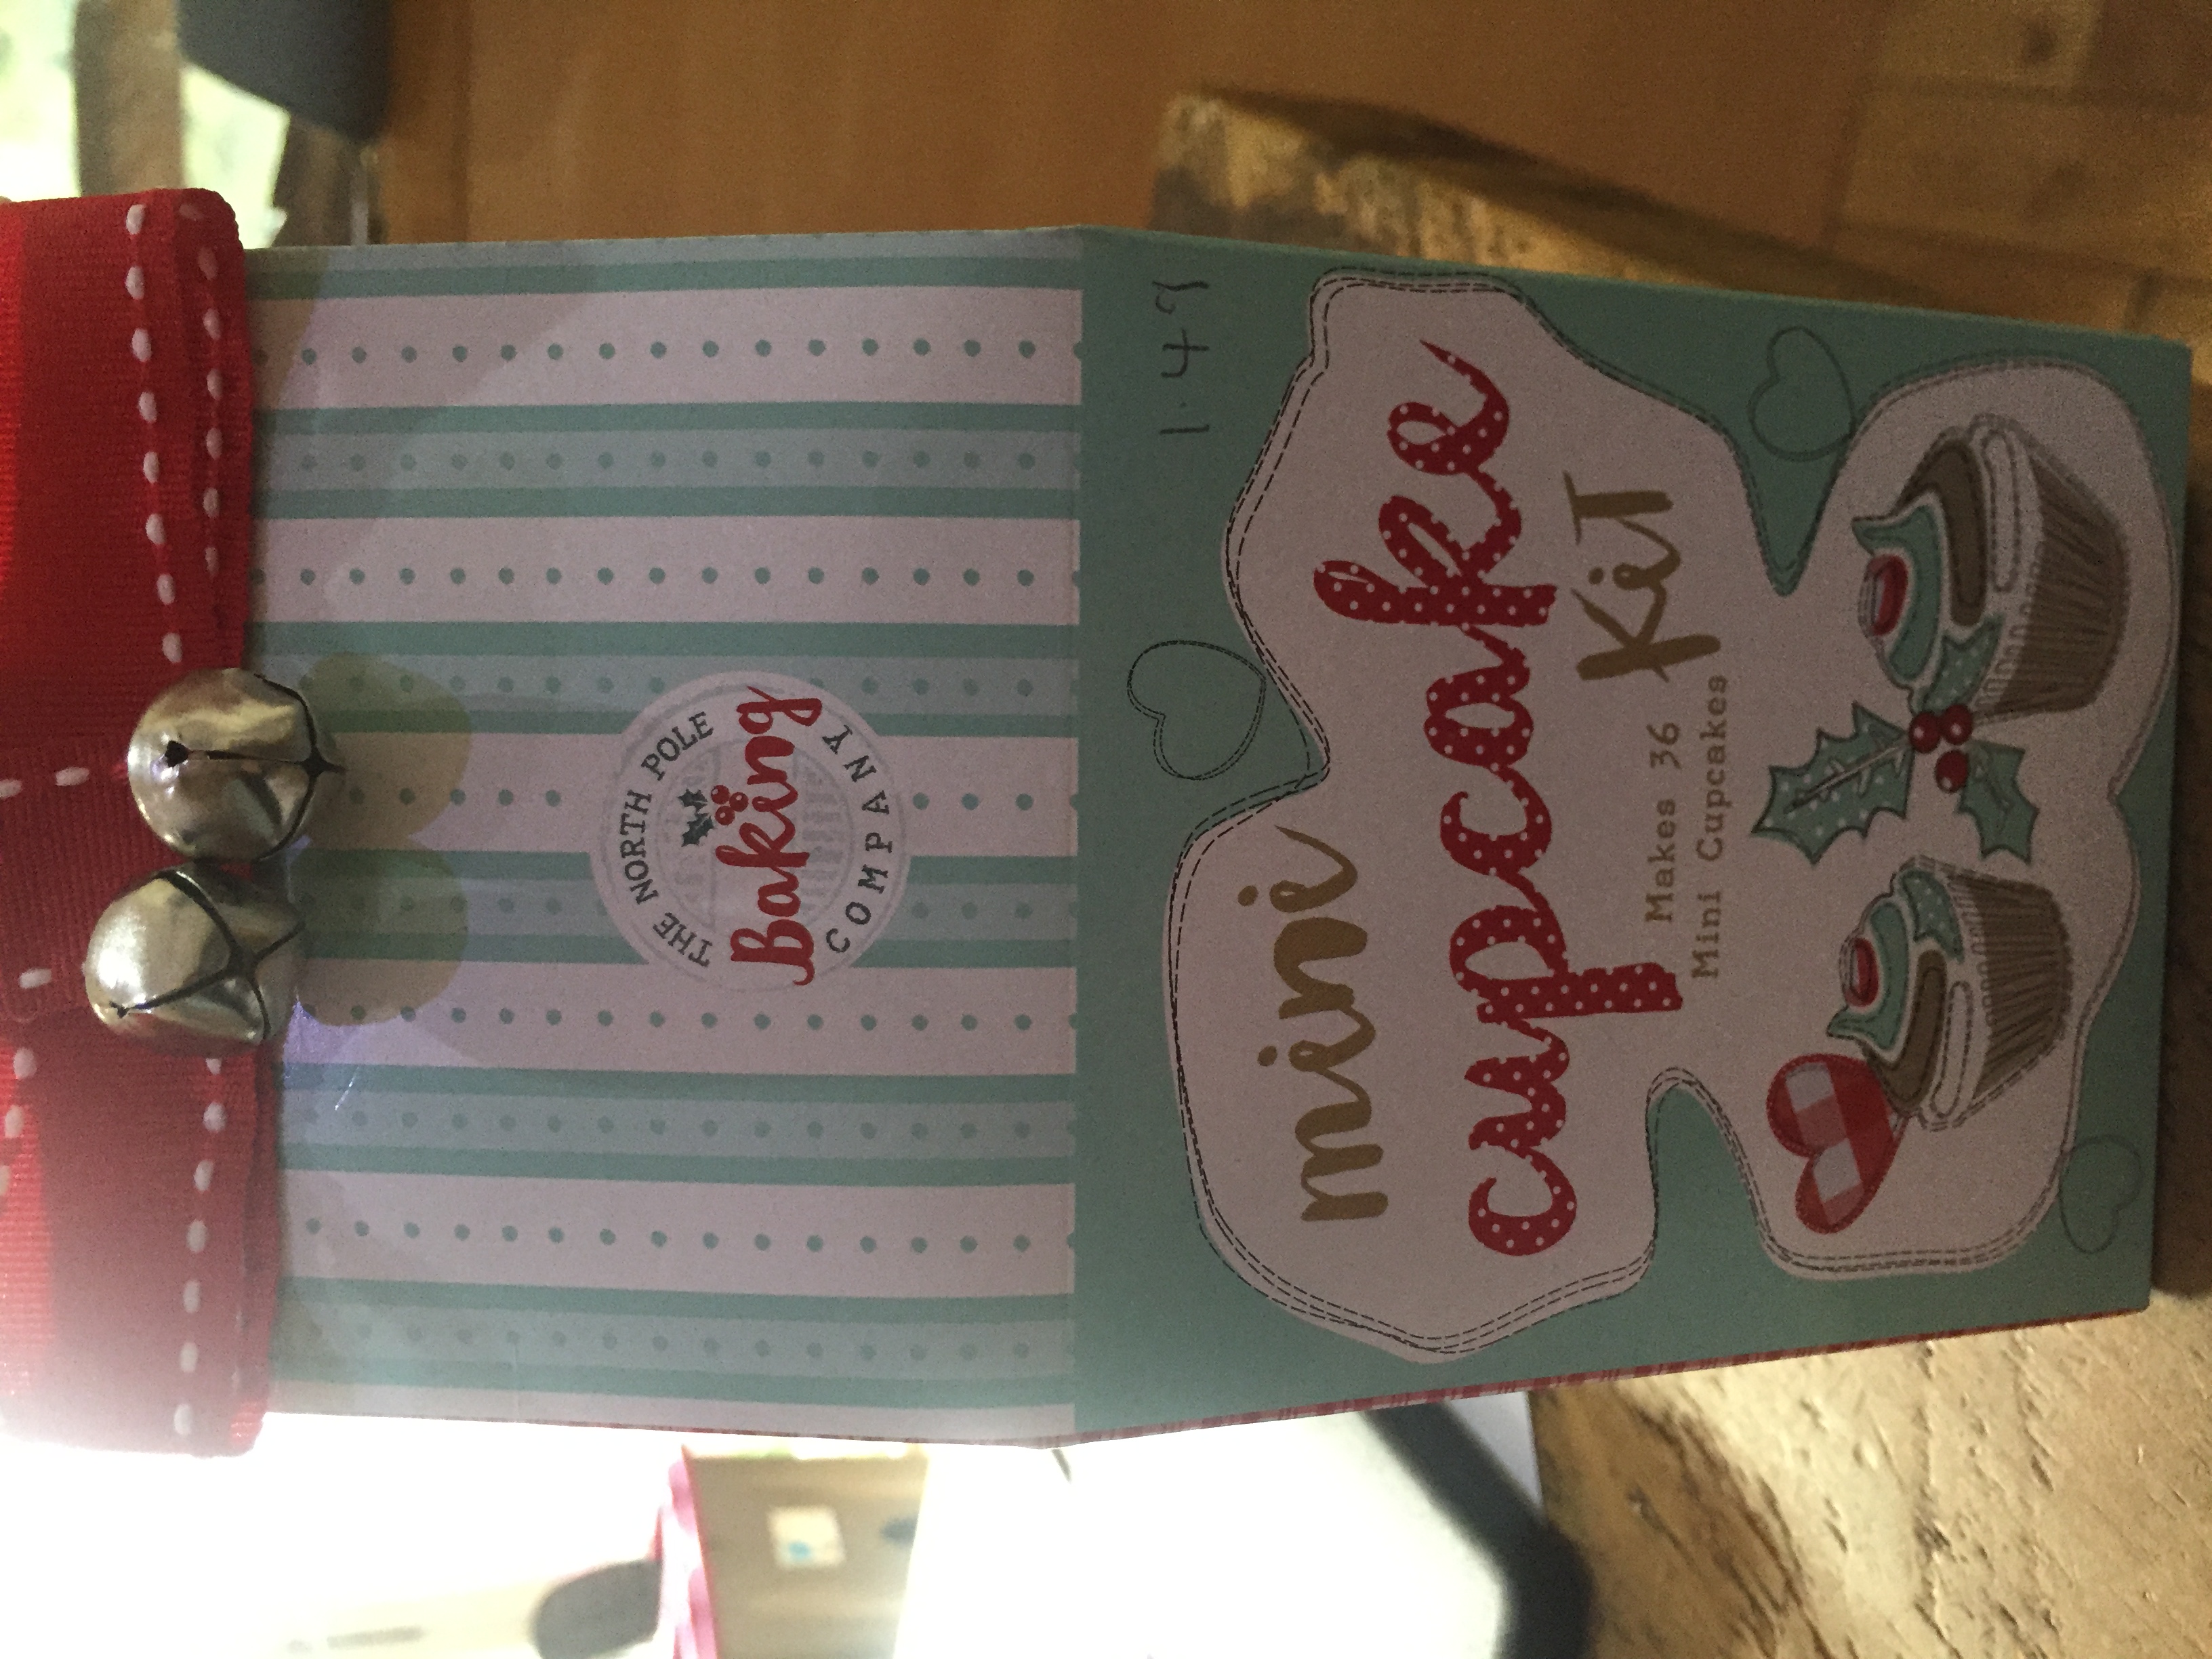 THE NORTH POLE
Baking
COMPANY
1.49
mini
cupcake
kit
Makes 36
Mini Cupcakes